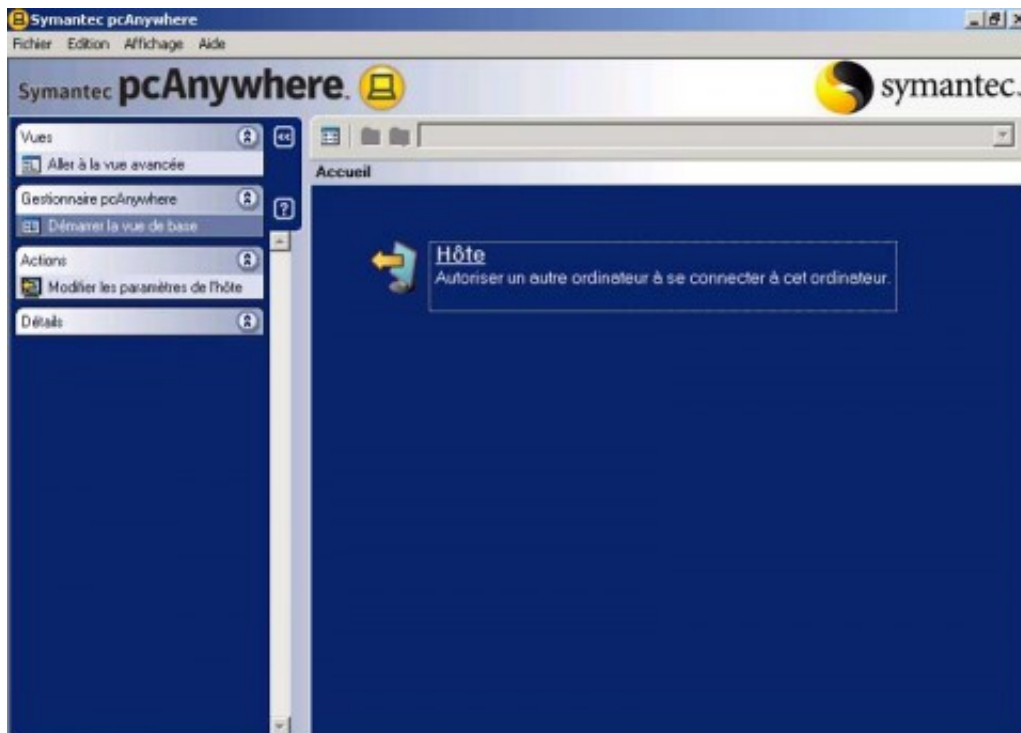 Symantec pcAnywhere
Fichier Edition Affichage Aide
Symantec pcAnywhere.
symantec.
Vues
Aller à la vue avancée
Gestionnaire pcAnywhere
Démarrer la vue de base
Actions
Modifier les paramètres de l'hôte
Détails
Accueil
Hôte
Autoriser un autre ordinateur à se connecter à cet ordinateur.